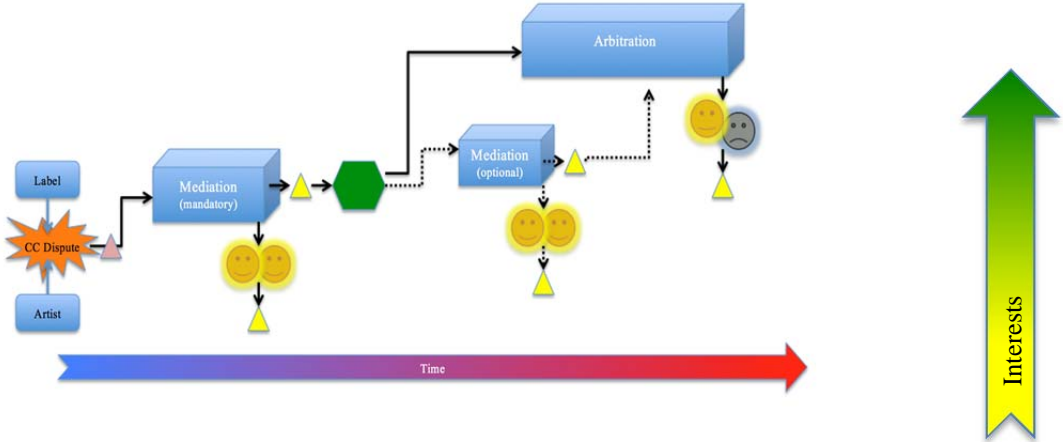 Arbitration
Mediation
(optional)
Label
Mediation
(mandatory)
CC Dispute
Artist
Time
Interests